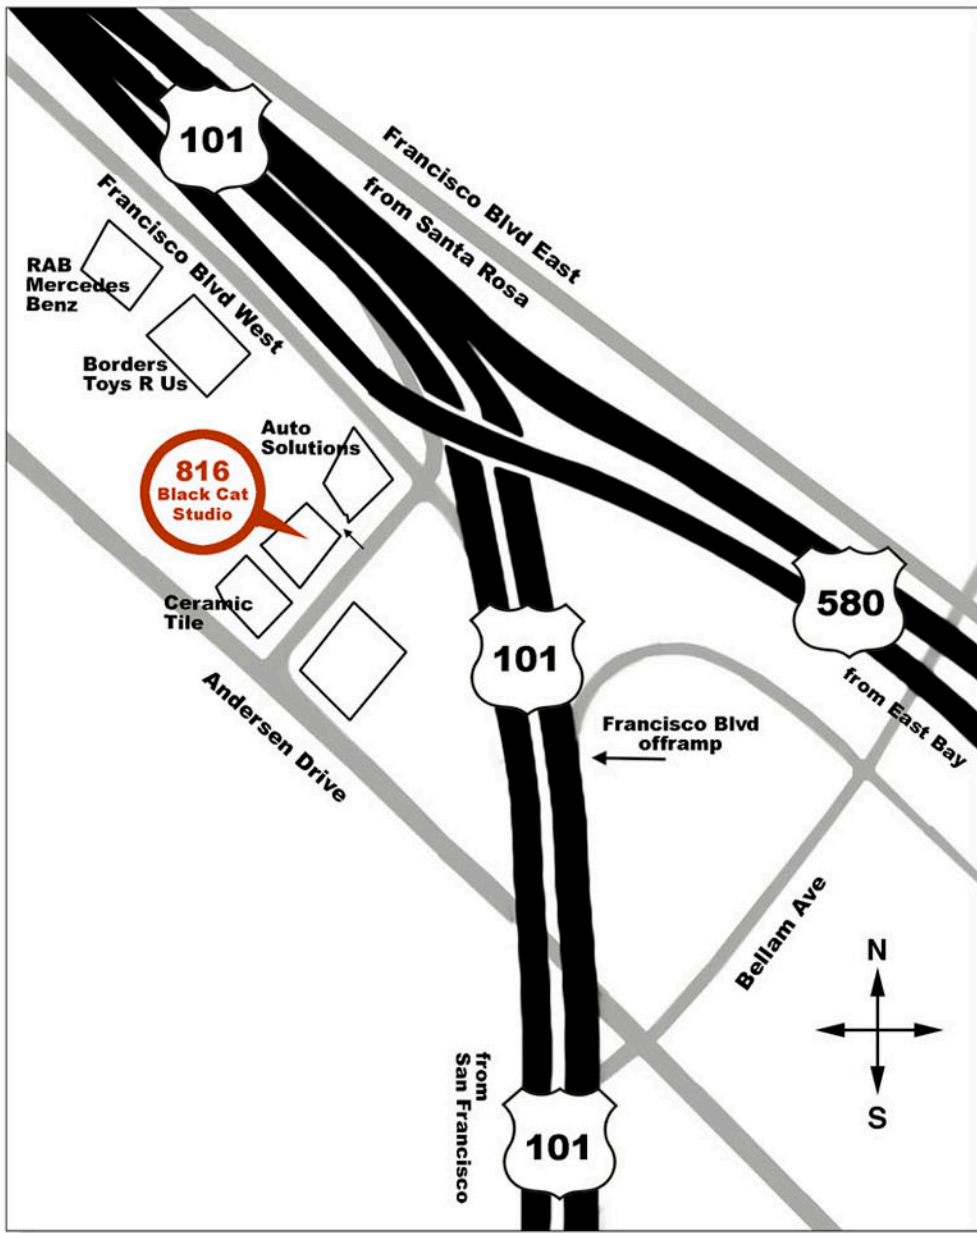 101
Francisco Blvd East
from Santa Rosa
Francisco Blvd West
RAB
Mercedes
Benz
Borders
Toys R Us
Auto
Solutions
816
Black Cat
Studio
Ceramic
Tile
580
101
from East Bay
Francisco Blvd
offramp
Andersen Drive
Bellam Ave
N
S
from
San Francisco
101